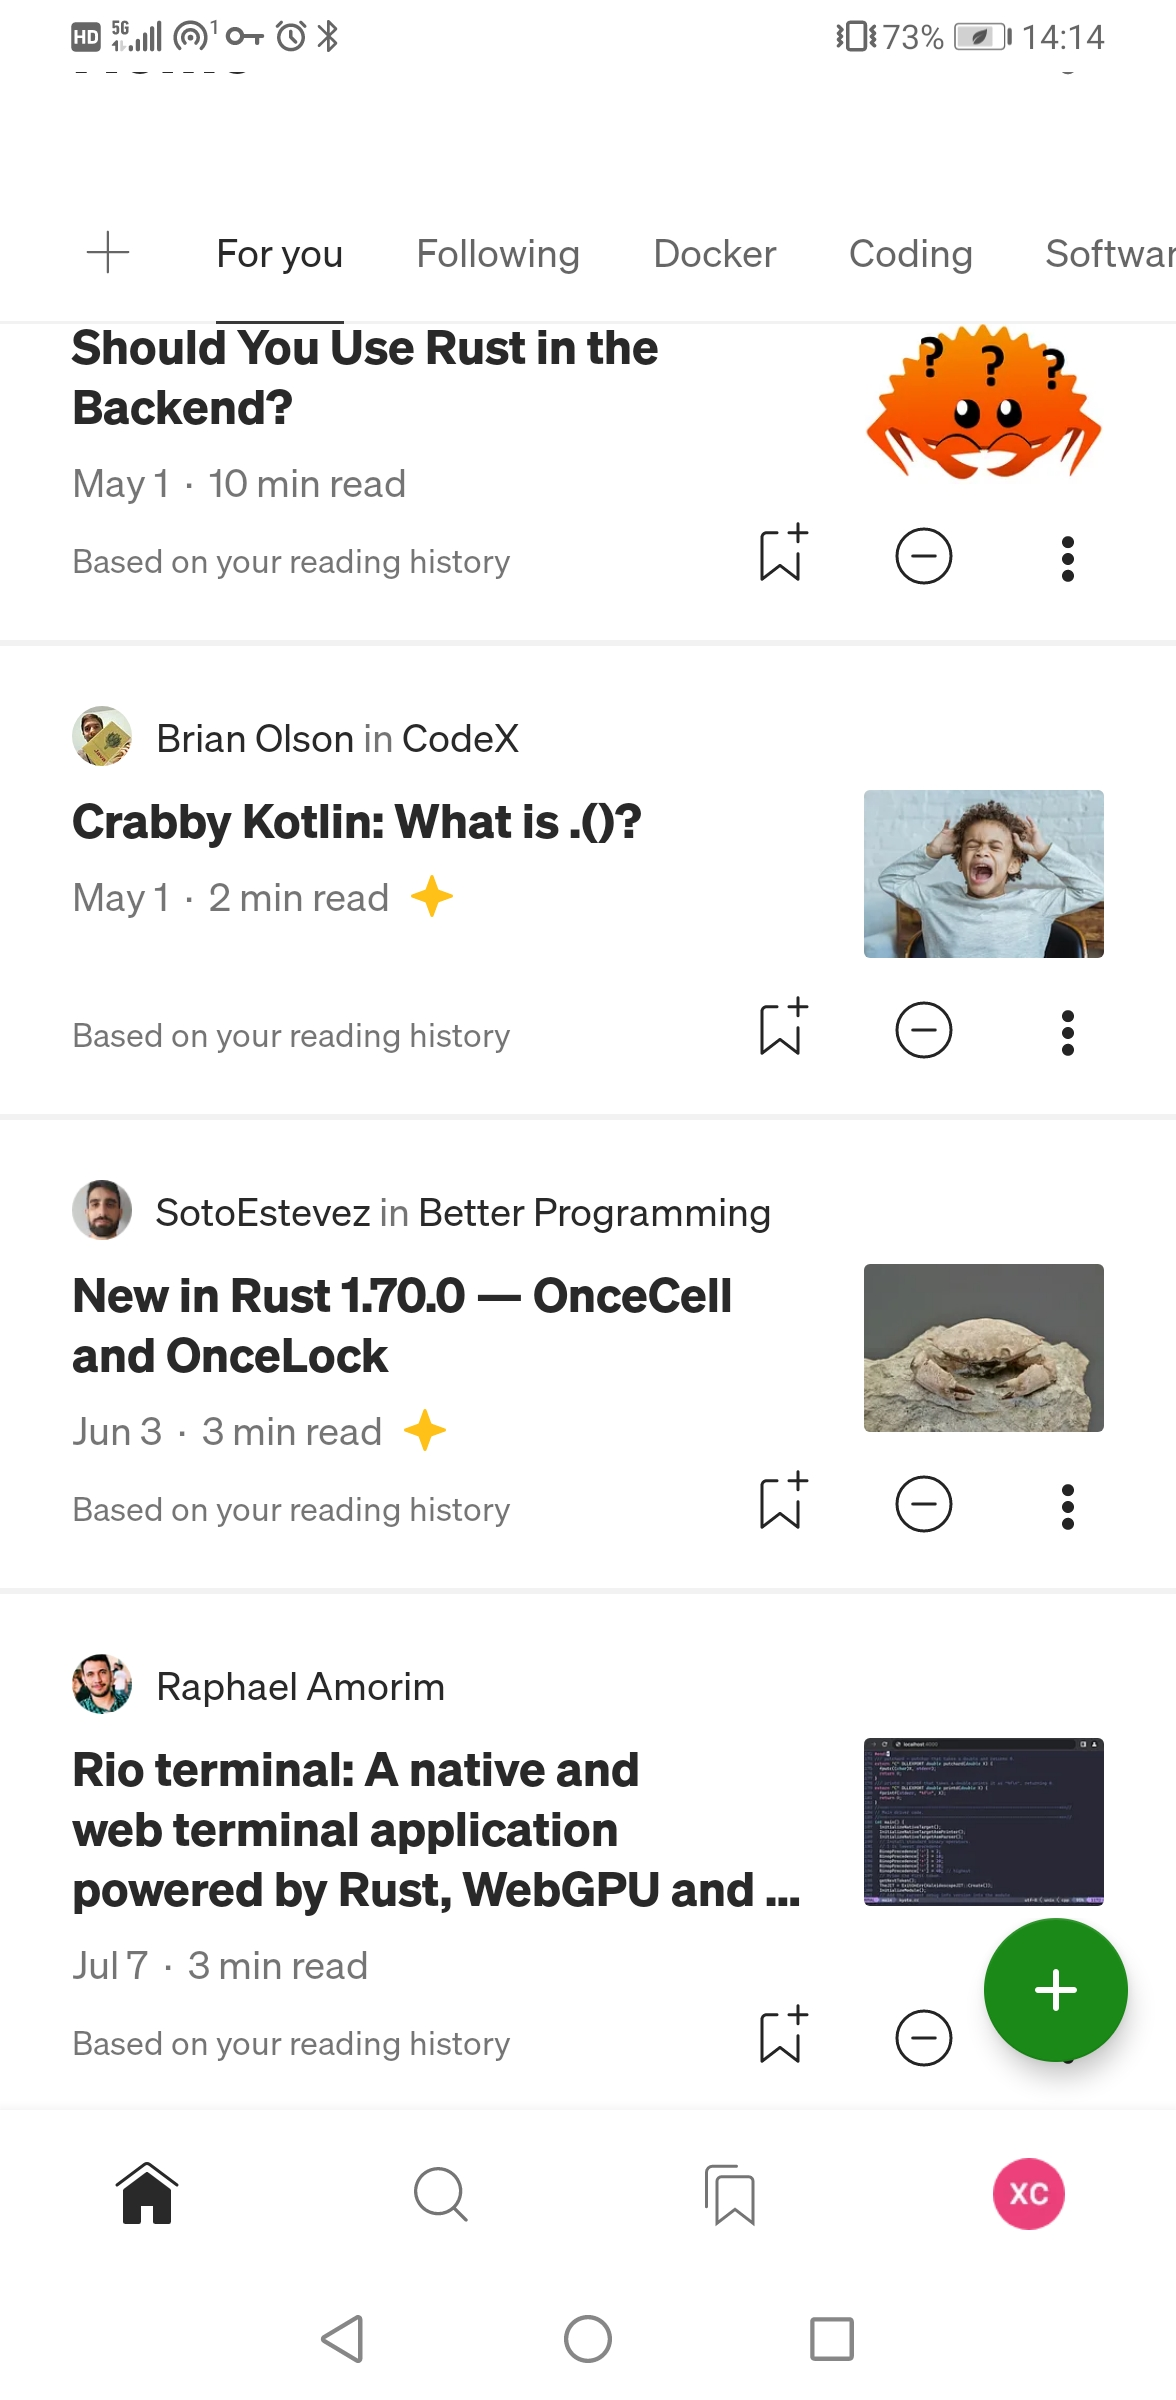 HD 5G 1 73% 14:14
For you Following Docker Coding Softwar
Should You Use Rust in the
Backend?
? ? ?
May 1 · 10 min read
Based on your reading history
Brian Olson in CodeX
Crabby Kotlin: What is .()?
May 1 · 2 min read
Based on your reading history
SotoEstevez in Better Programming
New in Rust 1.70.0 — OnceCell
and OnceLock
Jun 3 · 3 min read
Based on your reading history
Raphael Amorim
Rio terminal: A native and
web terminal application
powered by Rust, WebGPU and ...
Jul 7 · 3 min read
Based on your reading history
XC